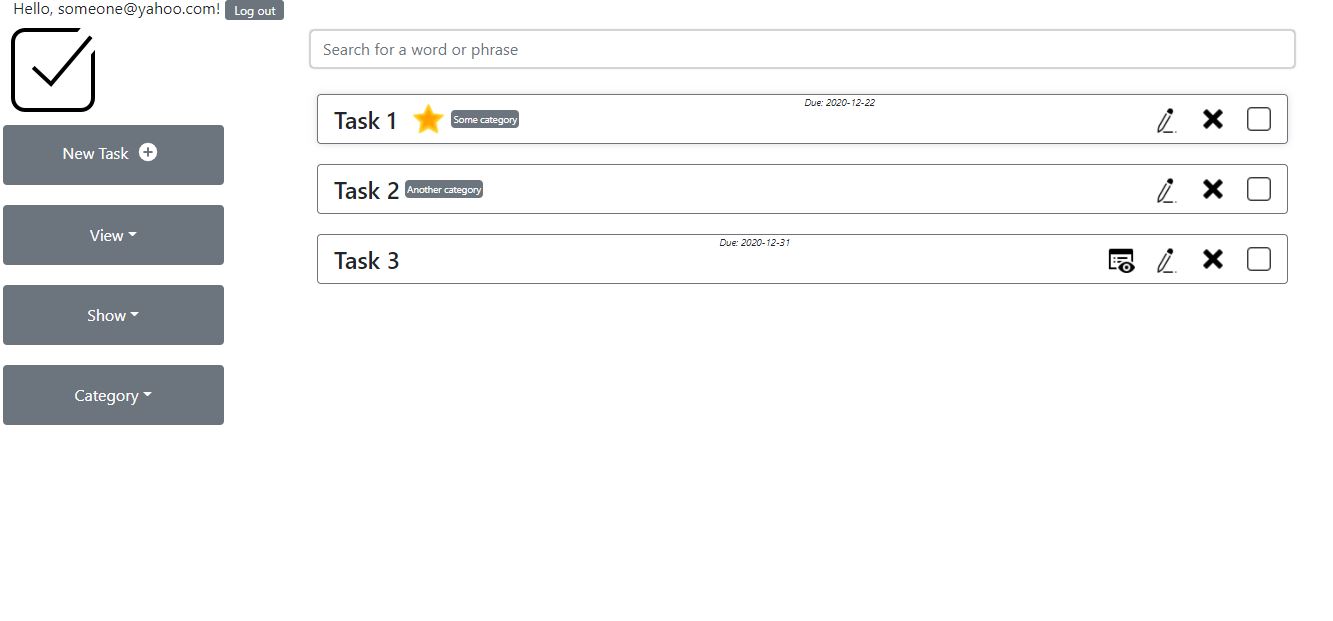 Hello, someone@yahoo.com! Log out
Search for a word or phrase
New Task
View
Show
Category
Task 1 Some category Due: 2020-12-22
Task 2 Another category
Task 3 Due: 2020-12-31